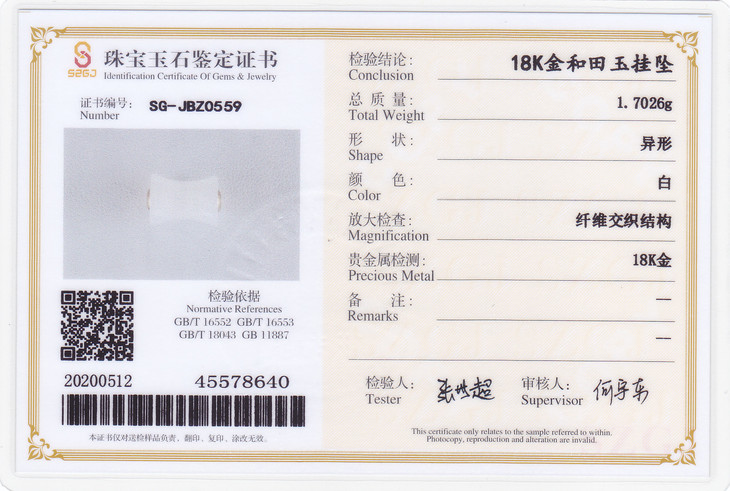 SZGJ
珠宝玉石鉴定证书
Identification Certificate Of Gems & Jewelry
证书编号:
Number
SG-JBZ0559
检验依据
Normative References
GB/T 16552 GB/T 16553
GB/T 18043 GB 11887
20200512
45578640
本证书仅对送检样品负责、翻印、复印、涂改无效。
检验结论:
Conclusion
18K金和田玉挂坠
总质量:
Total Weight
1.7026g
形 状:
Shape
异形
颜 色:
Color
白
放大检查:
Magnification
纤维交织结构
贵金属检测:
Precious Metal
18K金
备 注:
Remarks
—
—
检验人:
Tester
审核人:
Supervisor
This certificate only relates to the sample referred to within.
Photocopy, reproduction and alteration are invalid.